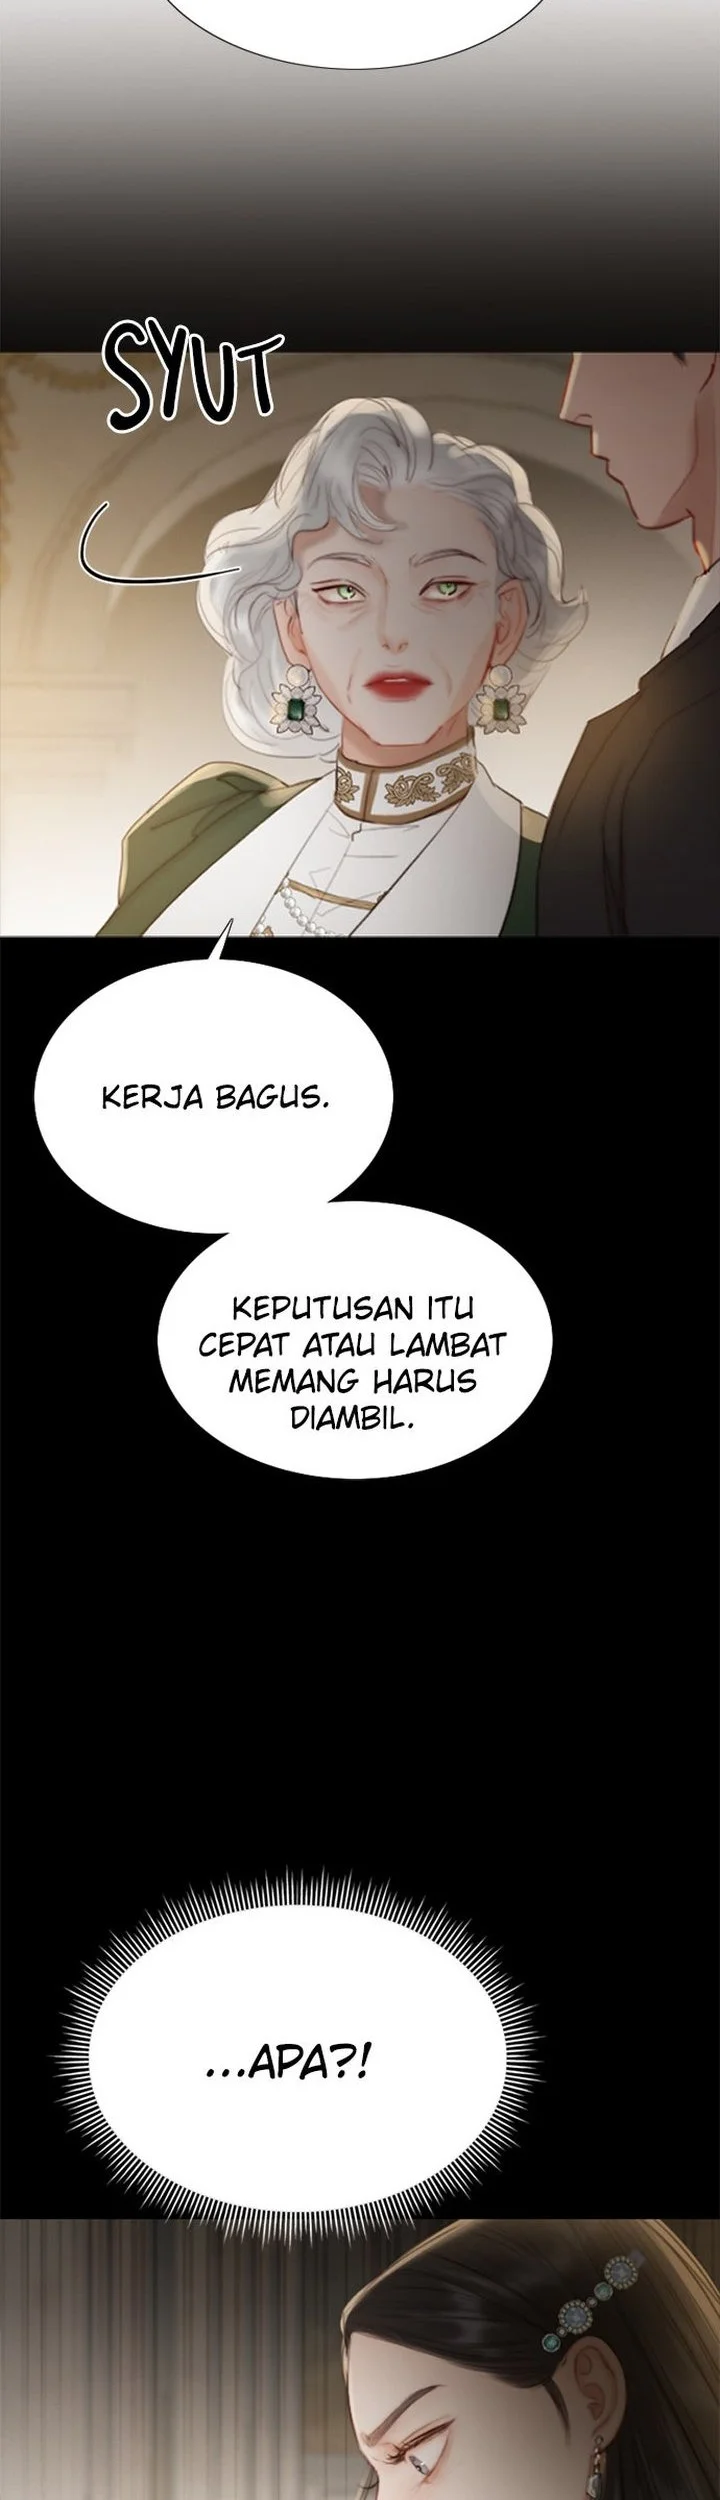 SYUT
KERJA BAGUS.
KEPUTUSAN ITU
CEPAT ATAU LAMBAT
MEMANG HARUS
DIAMBIL.
...APA?!